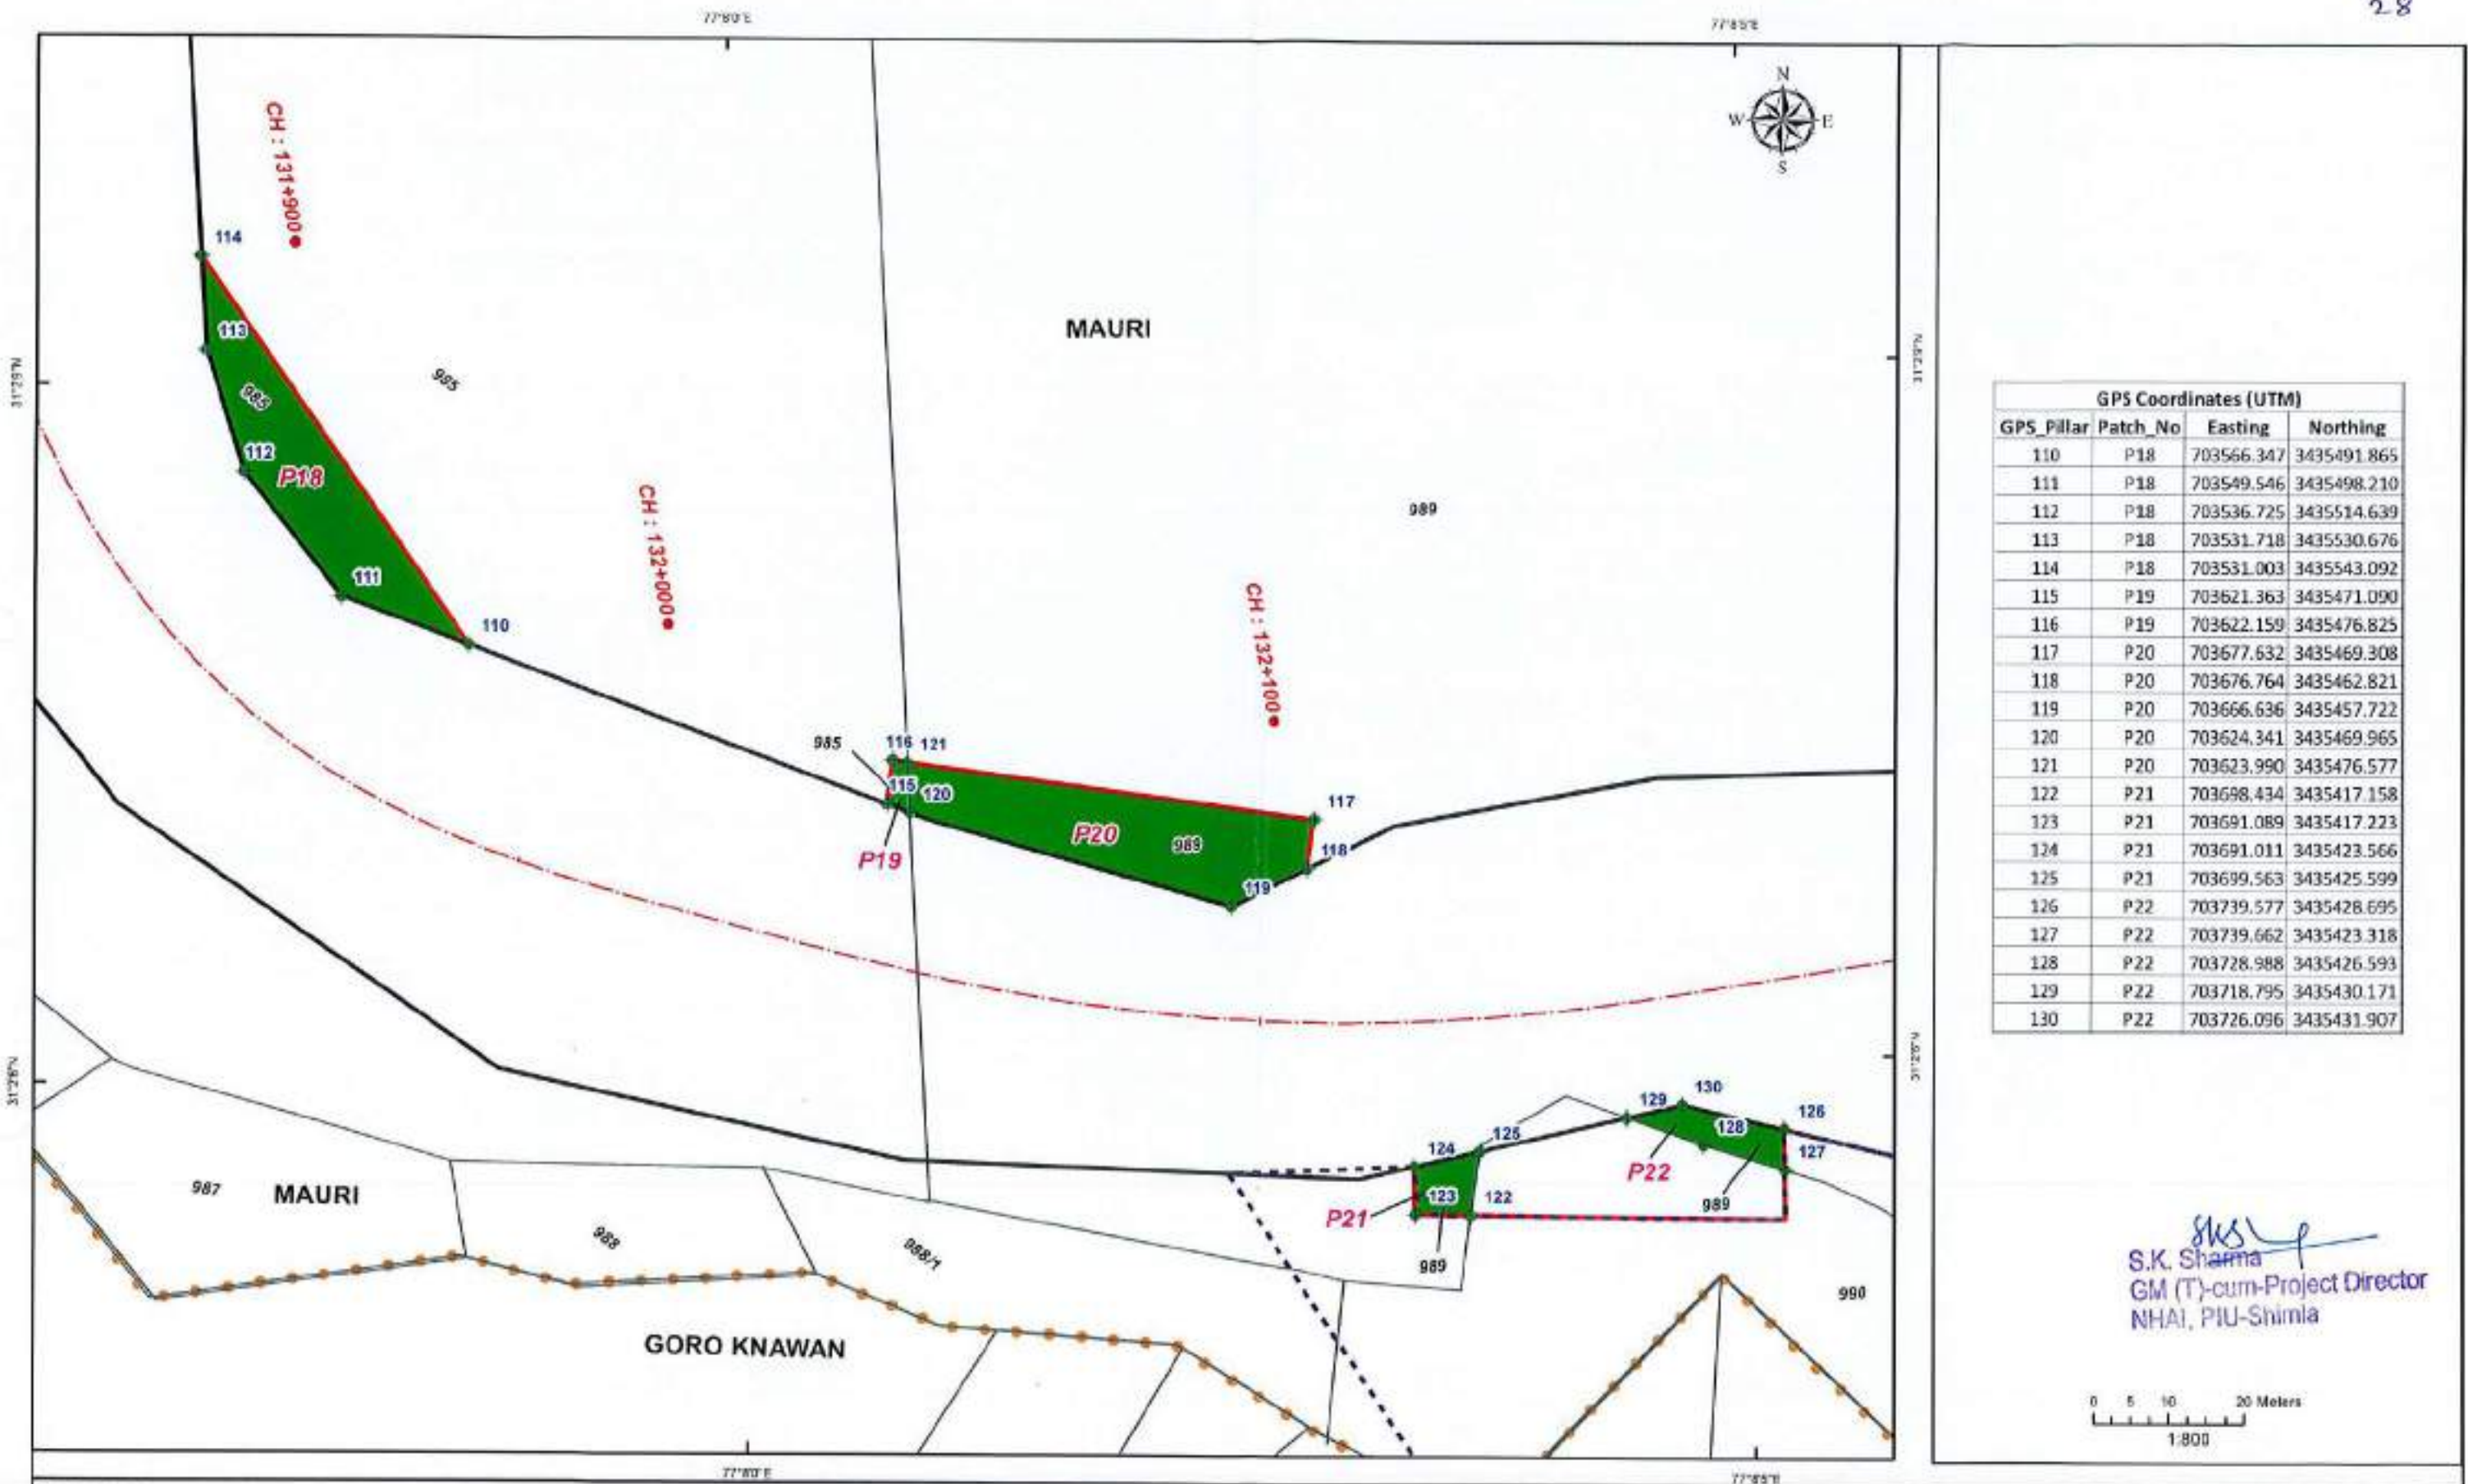 28
77°8'0"E
77°8'5"E
N
W E
S
CH : 131+900
114
113
985
985
112
P18
111
110
CH : 132+000
MAURI
989
CH : 132+100
985
116 121
115 120
117
P19
P20
989
118
119
124
125
129
130
128
126
127
P22
P21
123
122
989
989
987
MAURI
988
988/1
990
GORO KNAWAN
77°8'0"E
77°8'5"E
GPS Coordinates (UTM)
GPS_Pillar Patch_No Easting Northing
110 P18 703566.347 3435491.865
111 P18 703549.546 3435498.210
112 P18 703536.725 3435514.639
113 P18 703531.718 3435530.676
114 P18 703531.003 3435543.092
115 P19 703621.363 3435471.090
116 P19 703622.159 3435476.825
117 P20 703677.632 3435469.308
118 P20 703676.764 3435462.821
119 P20 703666.636 3435457.722
120 P20 703624.341 3435469.965
121 P20 703623.990 3435476.577
122 P21 703698.434 3435417.158
123 P21 703691.089 3435417.223
124 P21 703691.011 3435423.566
125 P21 703699.563 3435425.599
126 P22 703739.577 3435428.695
127 P22 703739.662 3435423.318
128 P22 703728.988 3435426.593
129 P22 703718.795 3435430.171
130 P22 703726.096 3435431.907
S.K. Sharma
GM (T)-cum-Project Director
NHAI, PIU-Shimla
0 5 10 20 Meters
1:800